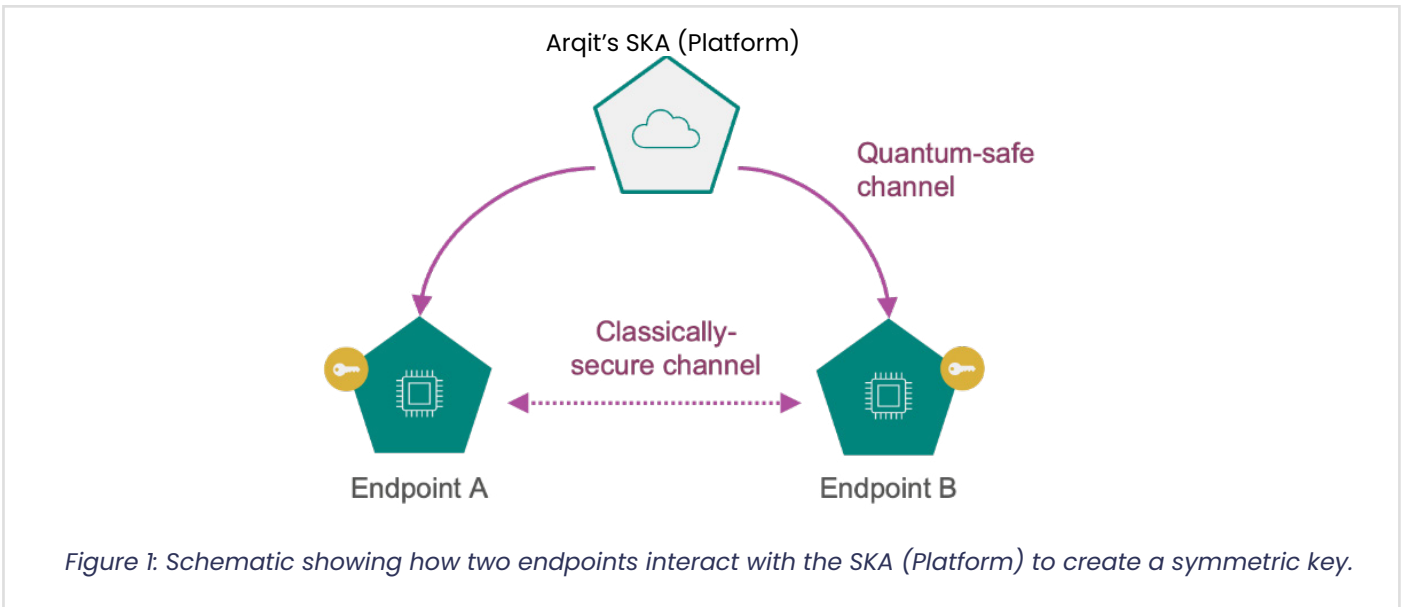 Arqit’s SKA (Platform)
Quantum-safe
channel
Classically-
secure channel
Endpoint A
Endpoint B
Figure 1: Schematic showing how two endpoints interact with the SKA (Platform) to create a symmetric key.